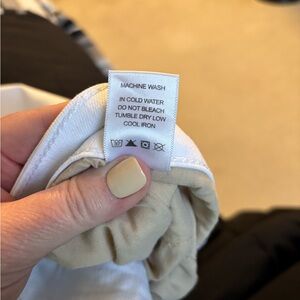 MACHINE WASH
IN COLD WATER
DO NOT BLEACH
TUMBLE DRY LOW
COOL IRON